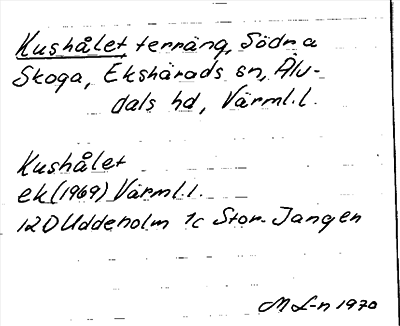 Kushålet terräng, Södra
Skoga, Ekshärads sn, Älv-
dals hd, Värml. l.
Kushålet
ek (1969) Värml. l.
12D Uddeholm 1c Stor-Jangen
M L-n 1970